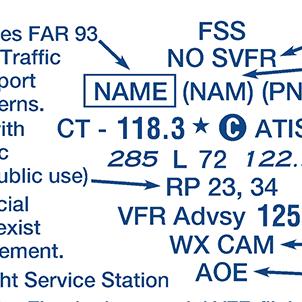 es FAR 93
FSS
Traffic
NO SVFR
port
NAME (NAM) (PN
erns.
with
CT - 118.3 ★ C ATIS
c
285 L 72 122.
ublic use)
RP 23, 34
cial
VFR Advsy 125
exist
WX CAM
ement.
AOE
ht Service Station